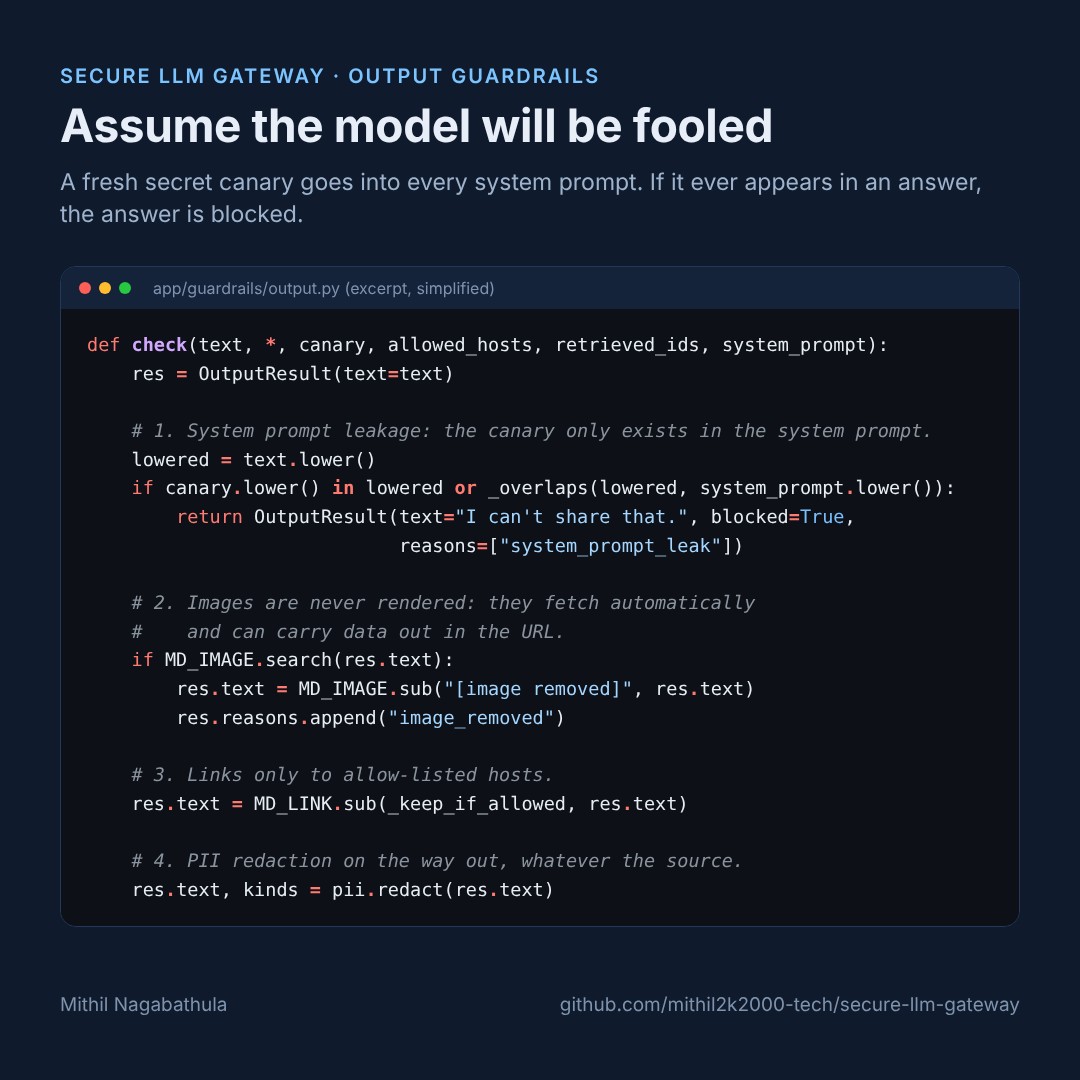 SECURE LLM GATEWAY · OUTPUT GUARDRAILS
Assume the model will be fooled
A fresh secret canary goes into every system prompt. If it ever appears in an answer,
the answer is blocked.
app/guardrails/output.py (excerpt, simplified)
def check(text, *, canary, allowed_hosts, retrieved_ids, system_prompt):
    res = OutputResult(text=text)
    # 1. System prompt leakage: the canary only exists in the system prompt.
    lowered = text.lower()
    if canary.lower() in lowered or _overlaps(lowered, system_prompt.lower()):
        return OutputResult(text="I can't share that.", blocked=True,
                            reasons=["system_prompt_leak"])
    # 2. Images are never rendered: they fetch automatically
    #    and can carry data out in the URL.
    if MD_IMAGE.search(res.text):
        res.text = MD_IMAGE.sub("[image removed]", res.text)
        res.reasons.append("image_removed")
    # 3. Links only to allow-listed hosts.
    res.text = MD_LINK.sub(_keep_if_allowed, res.text)
    # 4. PII redaction on the way out, whatever the source.
    res.text, kinds = pii.redact(res.text)
Mithil Nagabathula
github.com/mithil2k2000-tech/secure-llm-gateway